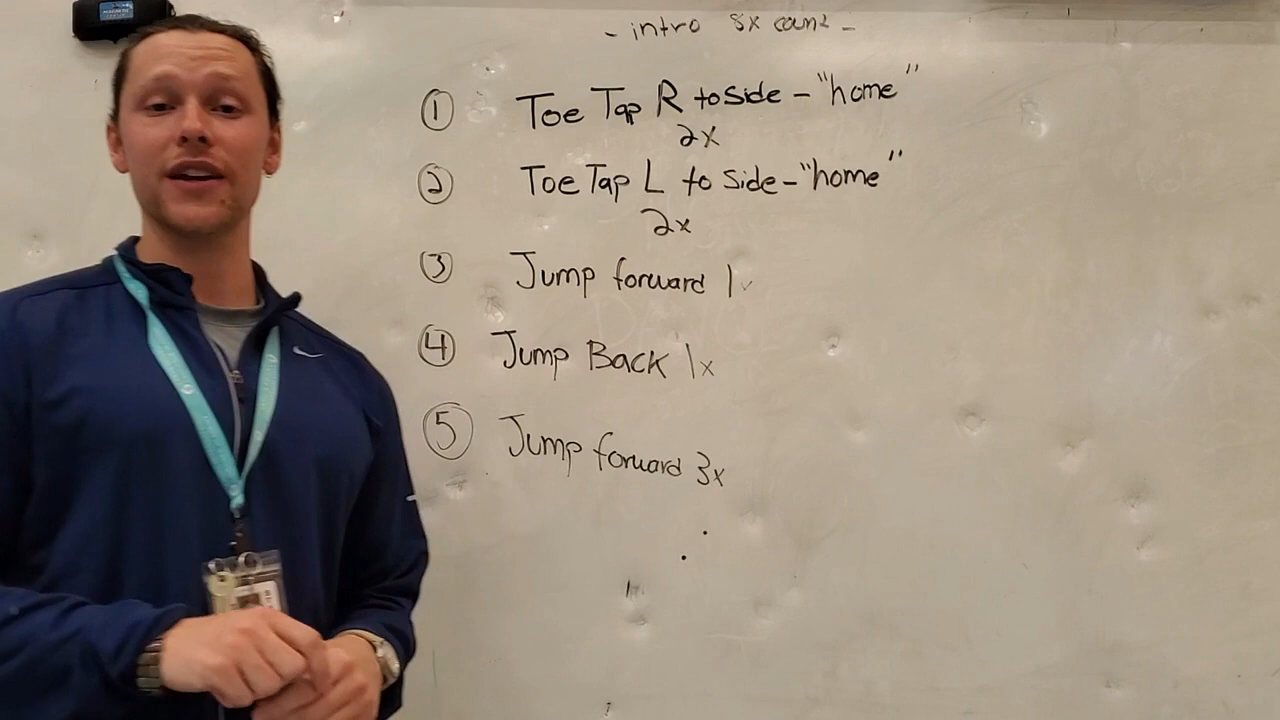 - intro 8x count -
① Toe Tap R to side - "home"
2x
② Toe Tap L to side - "home"
2x
③ Jump forward 1
④ Jump Back 1x
⑤ Jump forward 3x